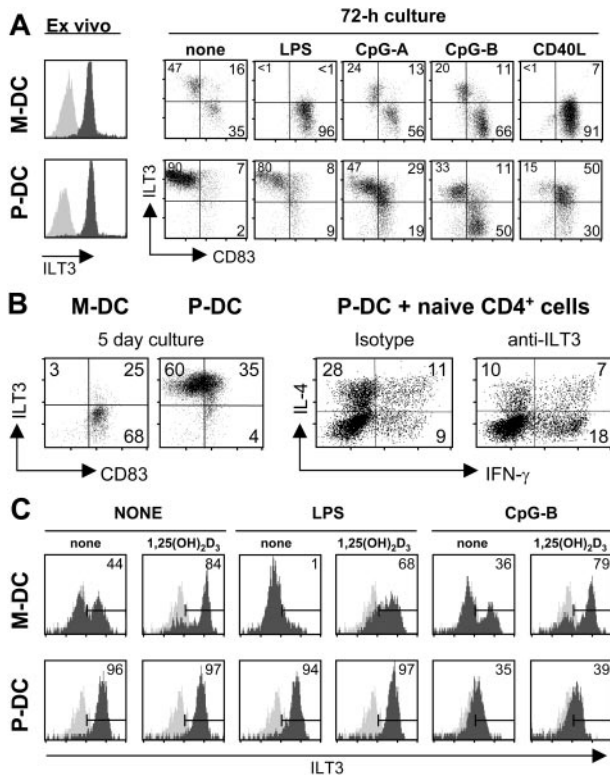 A
Ex vivo
72-h culture
none LPS CpG-A CpG-B CD40L
M-DC
47 16 35
<1 <1 96
24 13 56
20 11 66
<1 7 91
P-DC
90 7 2
80 8 9
47 29 19
33 11 50
15 50 30
ILT3
ILT3
CD83
B
M-DC P-DC P-DC + naive CD4+ cells
5 day culture Isotype anti-ILT3
3 25 68
60 35 4
28 11 9
10 7 18
ILT3
CD83
IL-4
IFN-γ
C
NONE LPS CpG-B
none 1,25(OH)2D3 none 1,25(OH)2D3 none 1,25(OH)2D3
M-DC
44 84 1 68 36 79
P-DC
96 97 94 97 35 39
ILT3